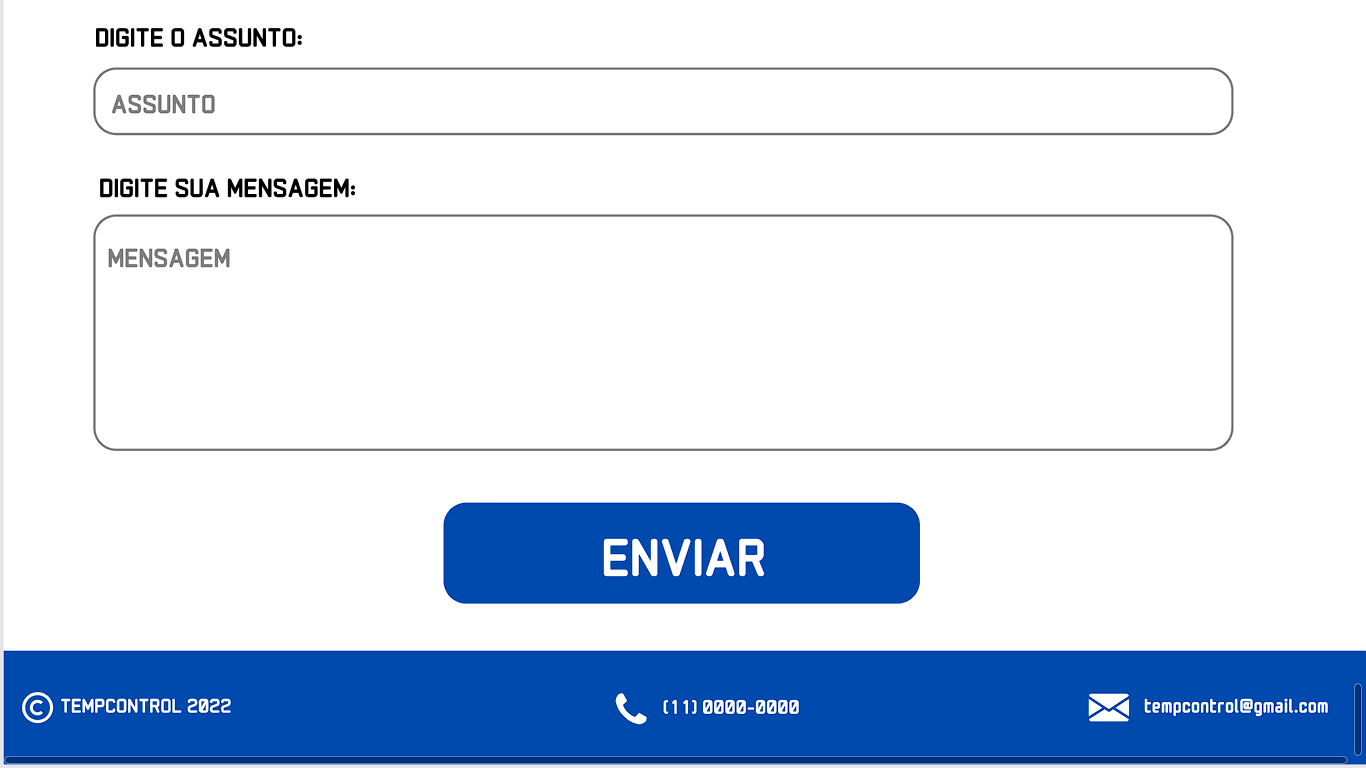 DIGITE O ASSUNTO:
ASSUNTO
DIGITE SUA MENSAGEM:
MENSAGEM
ENVIAR
© TEMPCONTROL 2022
(11) 0000-0000
tempcontrol@gmail.com